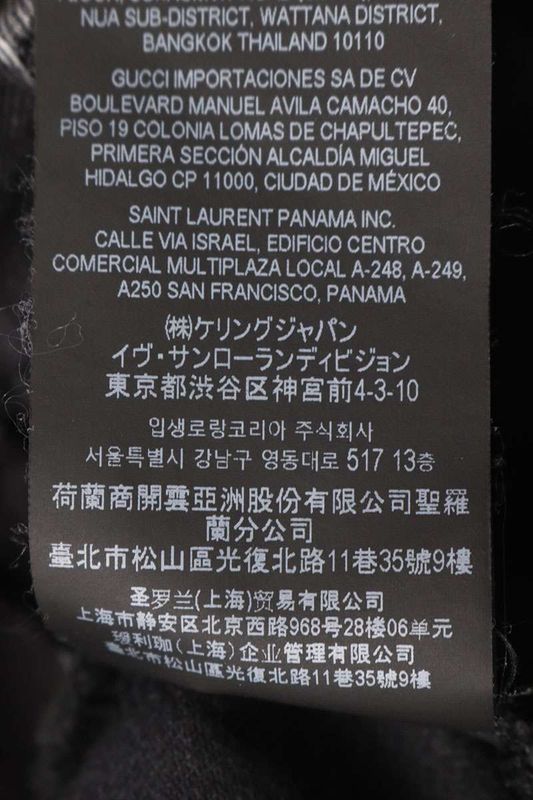 NUA SUB-DISTRICT, WATTANA DISTRICT,
BANGKOK THAILAND 10110
GUCCI IMPORTACIONES SA DE CV
BOULEVARD MANUEL AVILA CAMACHO 40,
PISO 19 COLONIA LOMAS DE CHAPULTEPEC,
PRIMERA SECCIÓN ALCALDÍA MIGUEL
HIDALGO CP 11000, CIUDAD DE MÉXICO
SAINT LAURENT PANAMA INC.
CALLE VIA ISRAEL, EDIFICIO CENTRO
COMERCIAL MULTIPLAZA LOCAL A-248, A-249,
A250 SAN FRANCISCO, PANAMA
㈱ケリングジャパン
イヴ・サンローランディビジョン
東京都渋谷区神宮前4-3-10
입생로랑코리아 주식회사
서울특별시 강남구 영동대로 517 13층
荷蘭商開雲亞洲股份有限公司聖羅
蘭分公司
臺北市松山區光復北路11巷35號9樓
圣罗兰(上海)贸易有限公司
上海市静安区北京西路968号28楼06单元
利珈(上海)企业管理有限公司
臺北市松山區光復北路11巷35號9樓